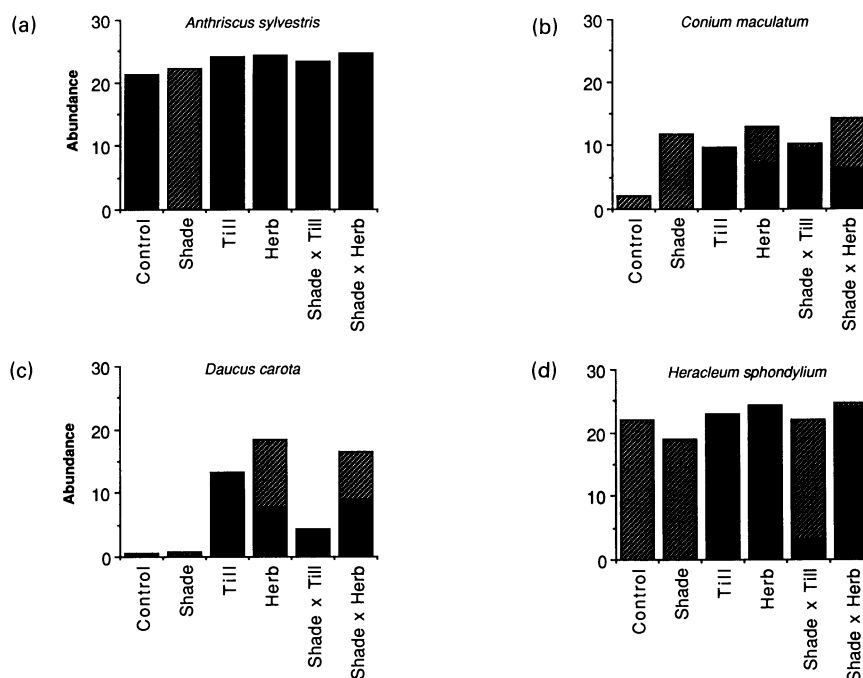 (a)
Anthriscus sylvestris
Abundance
30
20
10
0
Control
Shade
Till
Herb
Shade x Till
Shade x Herb
(b)
Conium maculatum
30
20
10
0
Control
Shade
Till
Herb
Shade x Till
Shade x Herb
(c)
Daucus carota
Abundance
30
20
10
0
Control
Shade
Till
Herb
Shade x Till
Shade x Herb
(d)
Heracleum sphondylium
30
20
10
0
Control
Shade
Till
Herb
Shade x Till
Shade x Herb